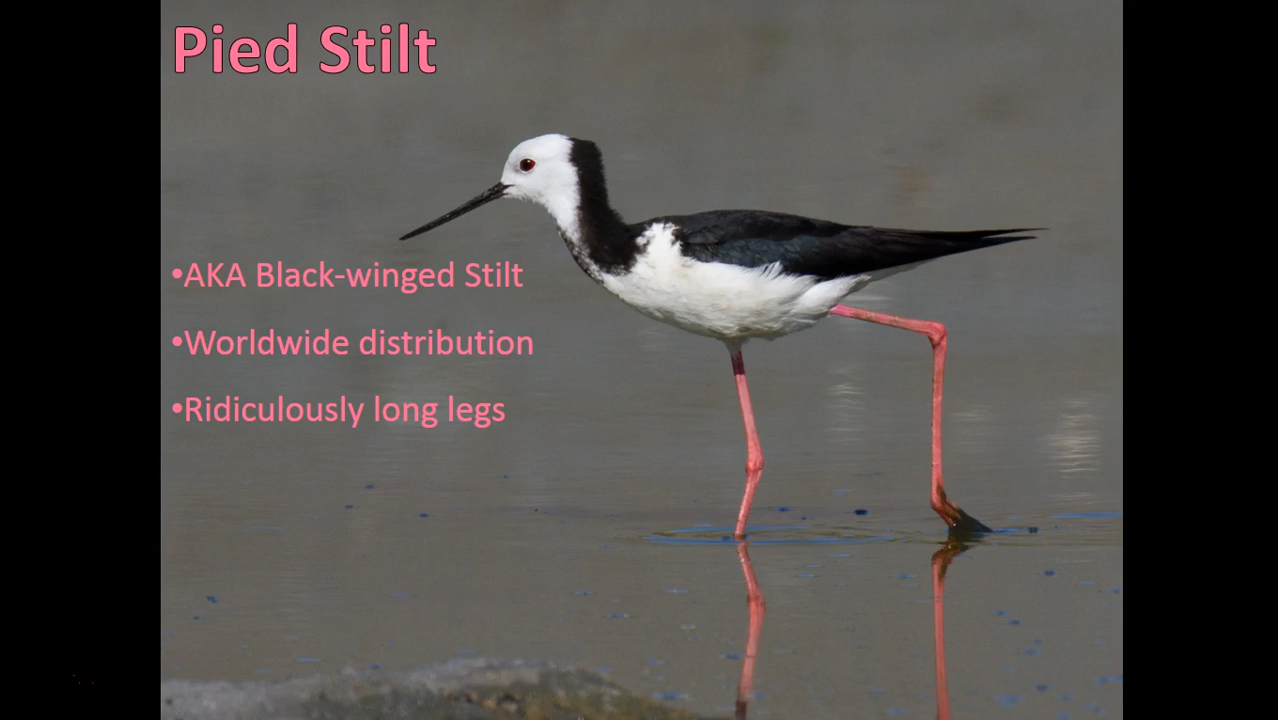 Pied Stilt
•AKA Black-winged Stilt
•Worldwide distribution
•Ridiculously long legs